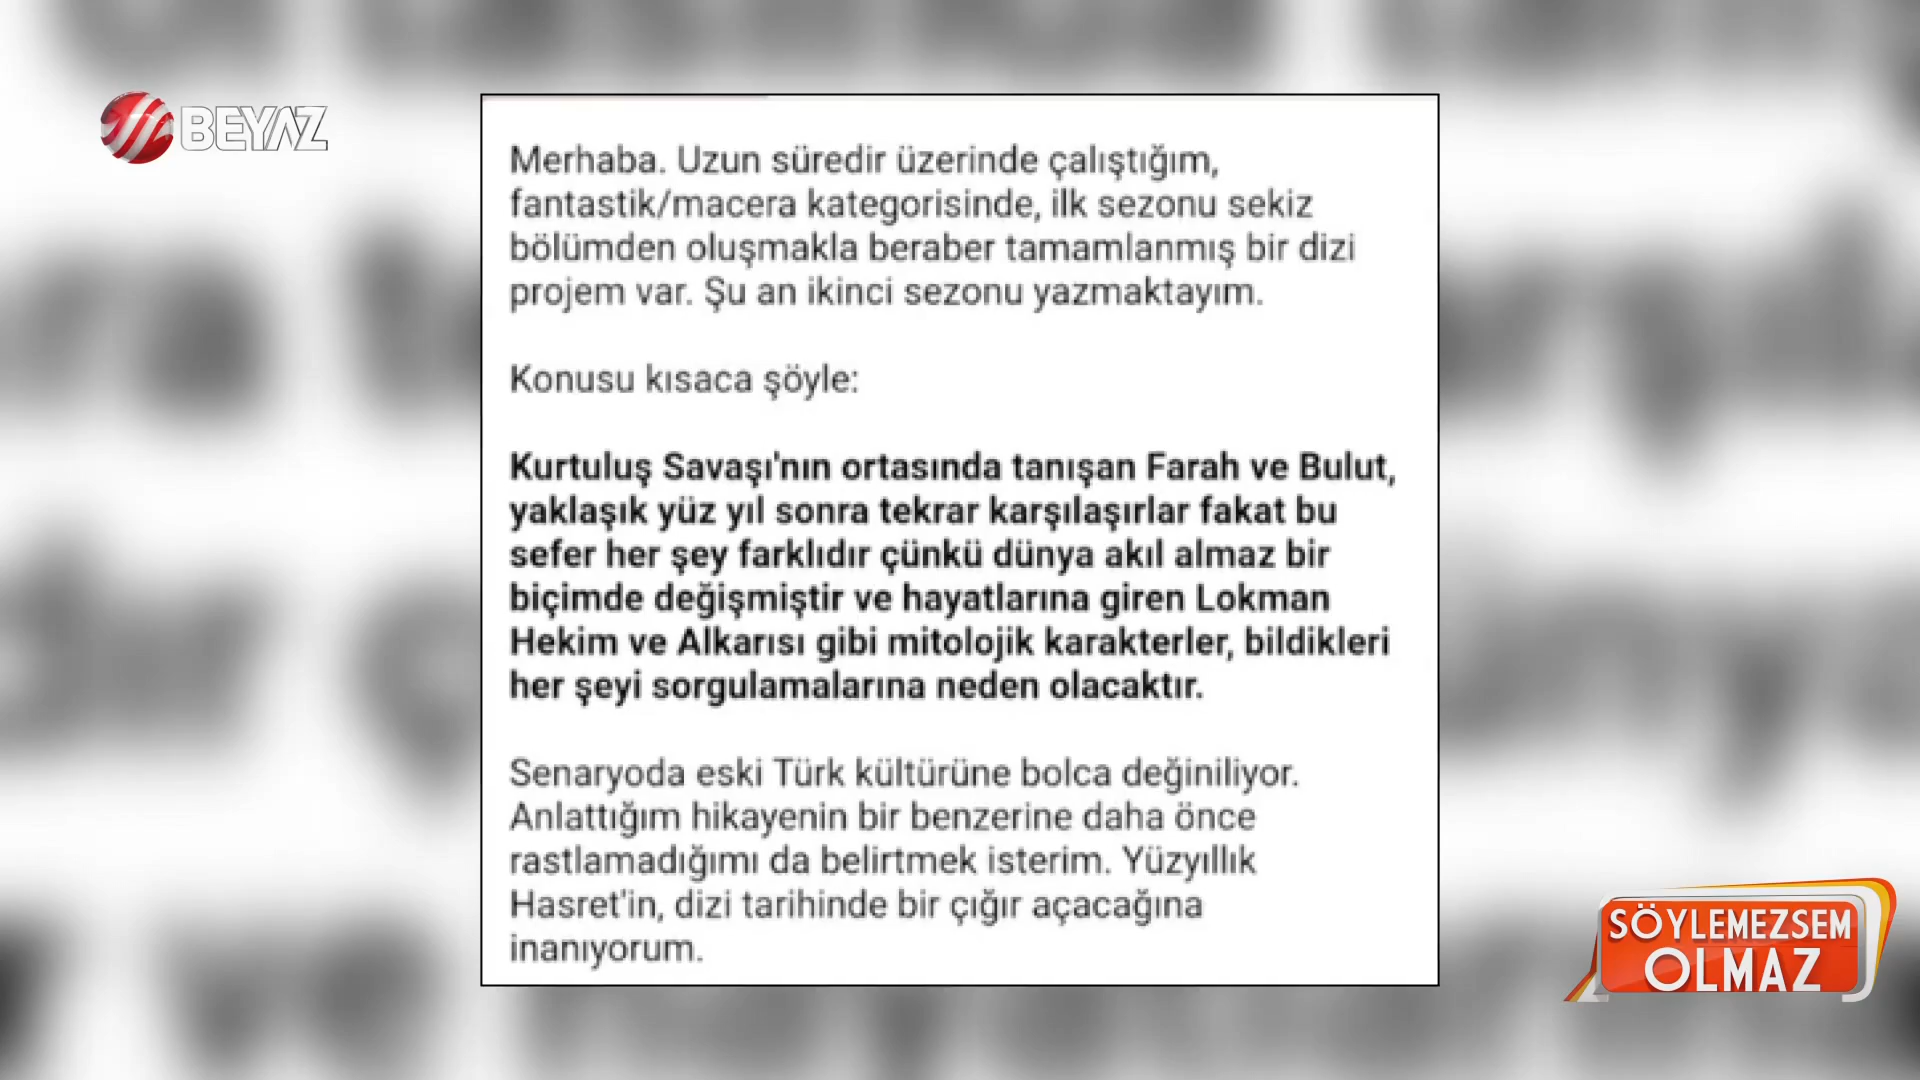 BEYAZ
Merhaba. Uzun süredir üzerinde çalıştığım,
fantastik/macera kategorisinde, ilk sezonu sekiz
bölümden oluşmakla beraber tamamlanmış bir dizi
projem var. Şu an ikinci sezonu yazmaktayım.
Konusu kısaca şöyle:
Kurtuluş Savaşı'nın ortasında tanışan Farah ve Bulut,
yaklaşık yüz yıl sonra tekrar karşılaşırlar fakat bu
sefer her şey farklıdır çünkü dünya akıl almaz bir
biçimde değişmiştir ve hayatlarına giren Lokman
Hekim ve Alkarısı gibi mitolojik karakterler, bildikleri
her şeyi sorgulamalarına neden olacaktır.
Senaryoda eski Türk kültürüne bolca değiniliyor.
Anlattığım hikayenin bir benzerine daha önce
rastlamadığımı da belirtmek isterim. Yüzyıllık
Hasret'in, dizi tarihinde bir çığır açacağına
inanıyorum.
SÖYLEMEZSEM
OLMAZ